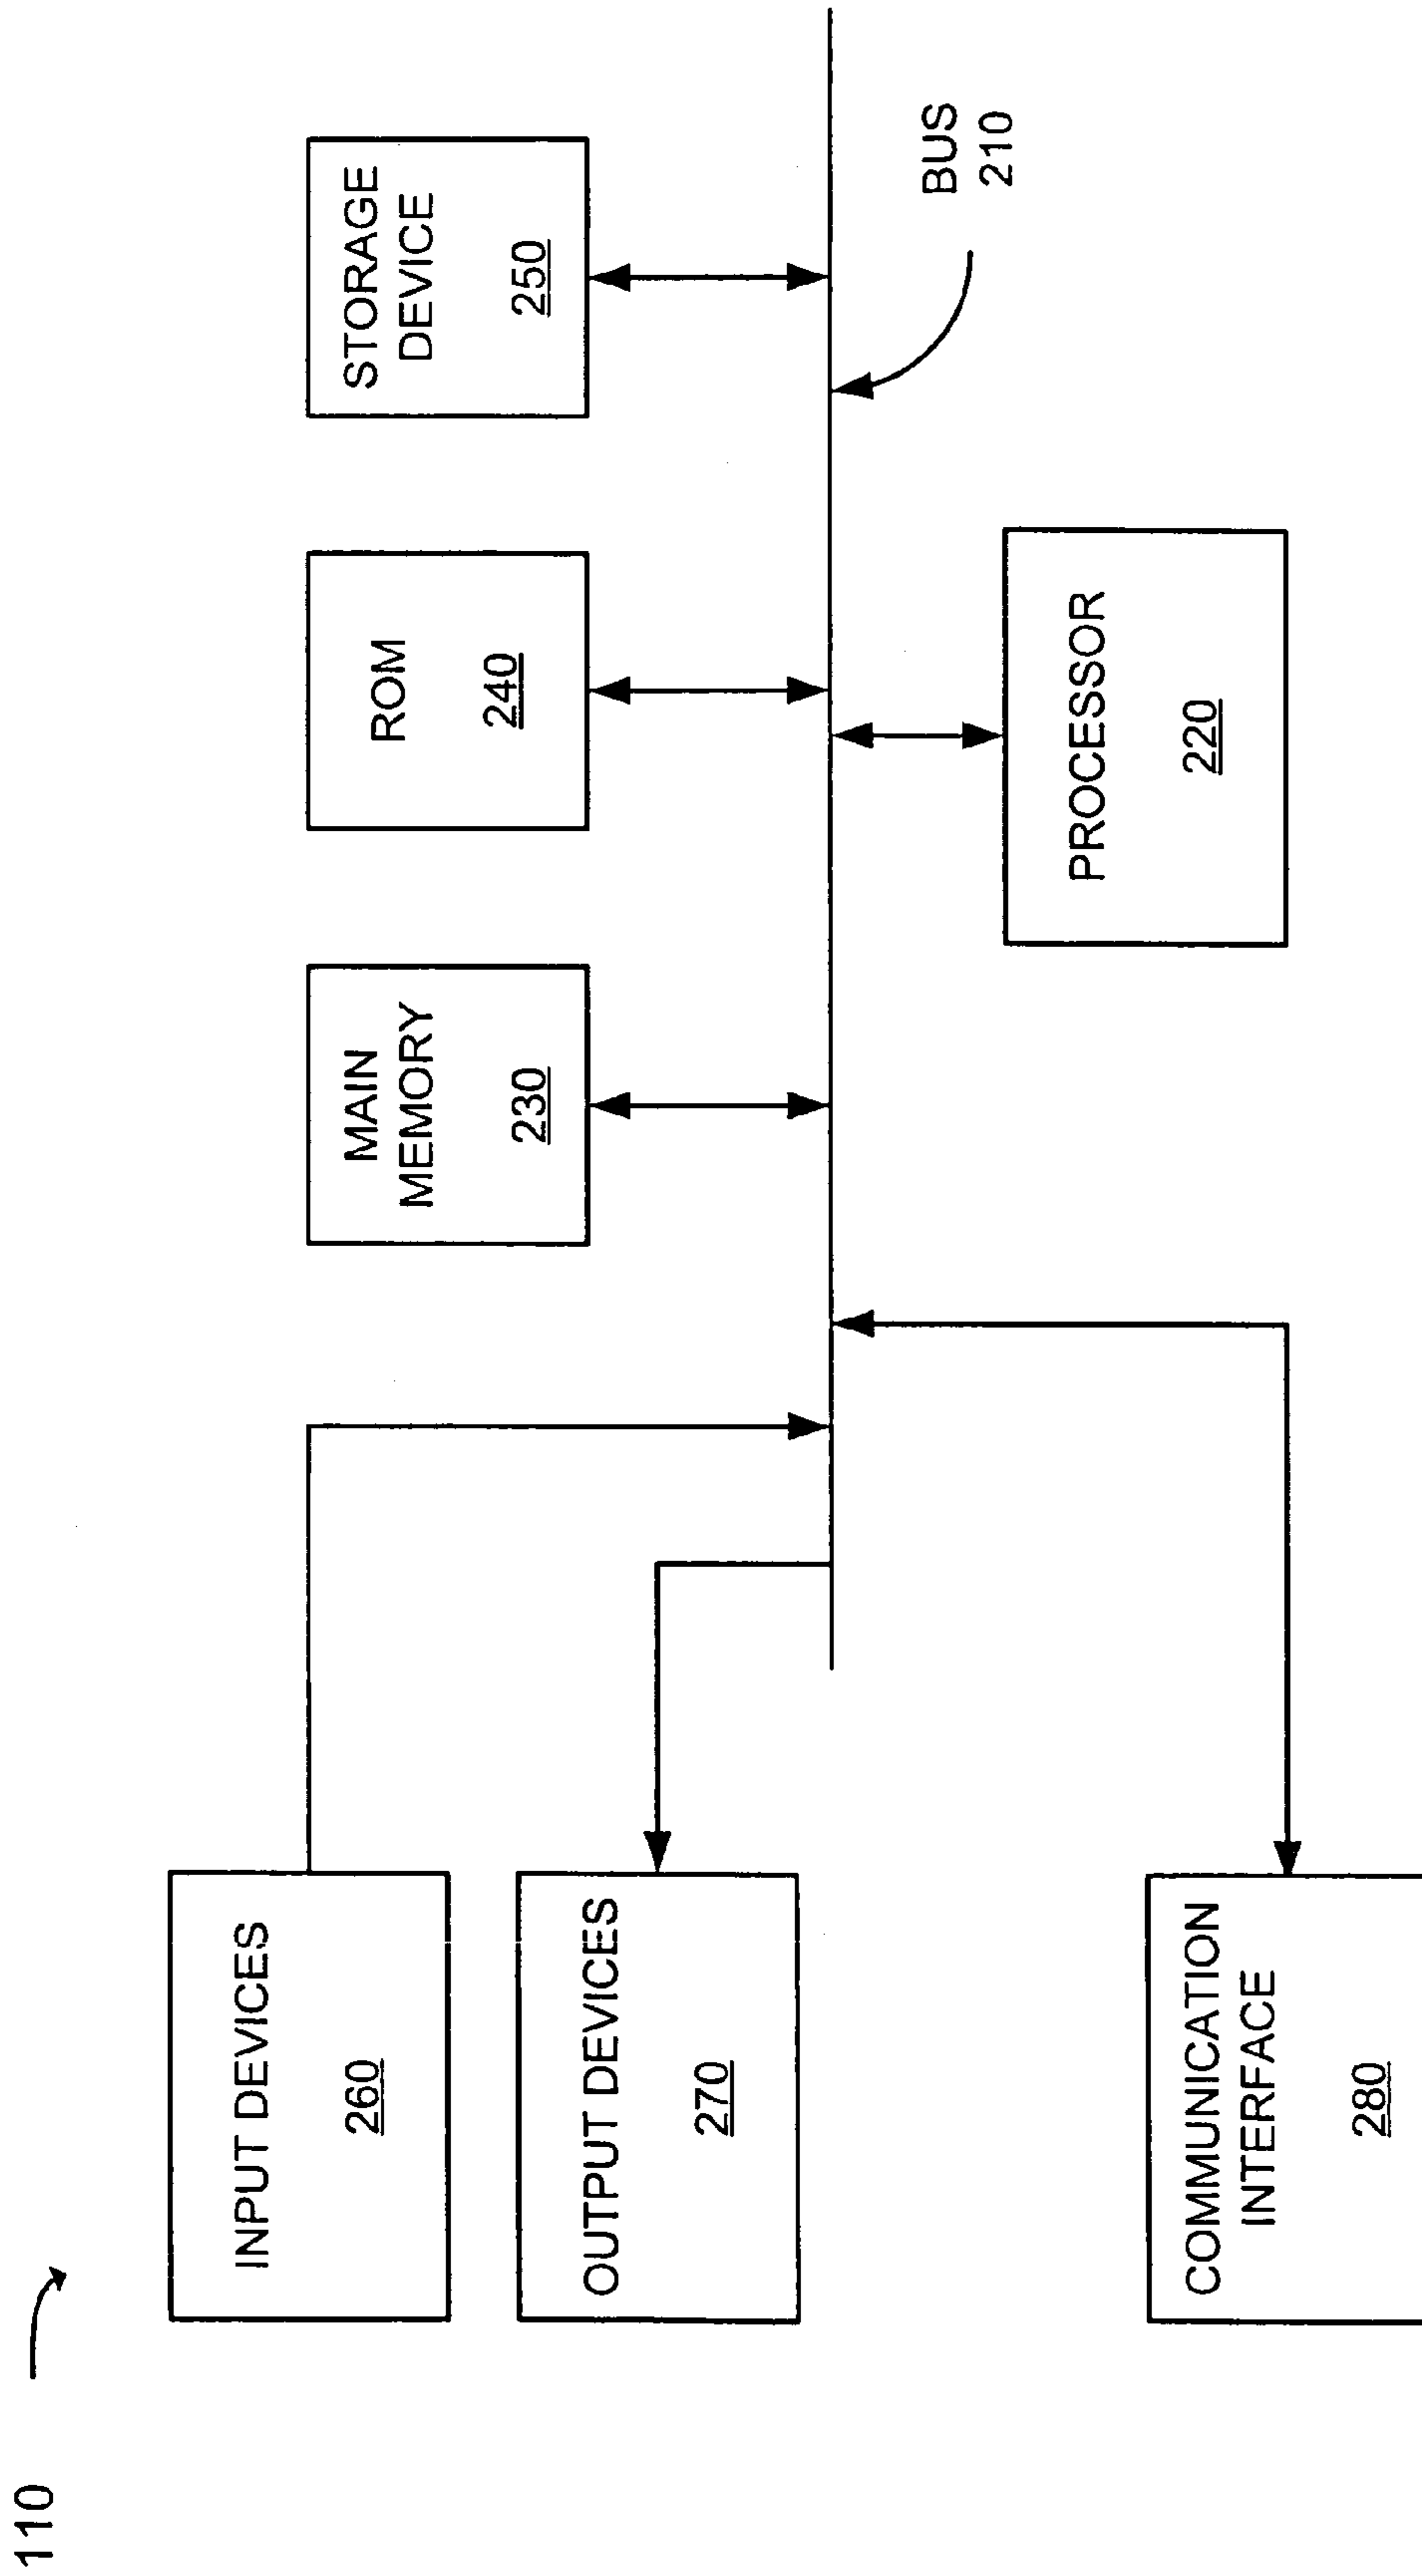 110
INPUT DEVICES
260
OUTPUT DEVICES
270
COMMUNICATION
INTERFACE
280
MAIN
MEMORY
230
ROM
240
STORAGE
DEVICE
250
PROCESSOR
220
BUS
210